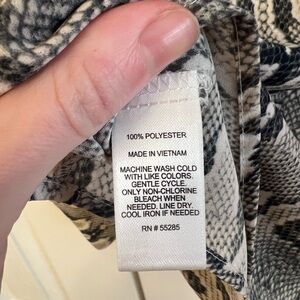 100% POLYESTER
MADE IN VIETNAM
MACHINE WASH COLD
WITH LIKE COLORS.
GENTLE CYCLE.
ONLY NON-CHLORINE
BLEACH WHEN
NEEDED. LINE DRY.
COOL IRON IF NEEDED
RN # 55285